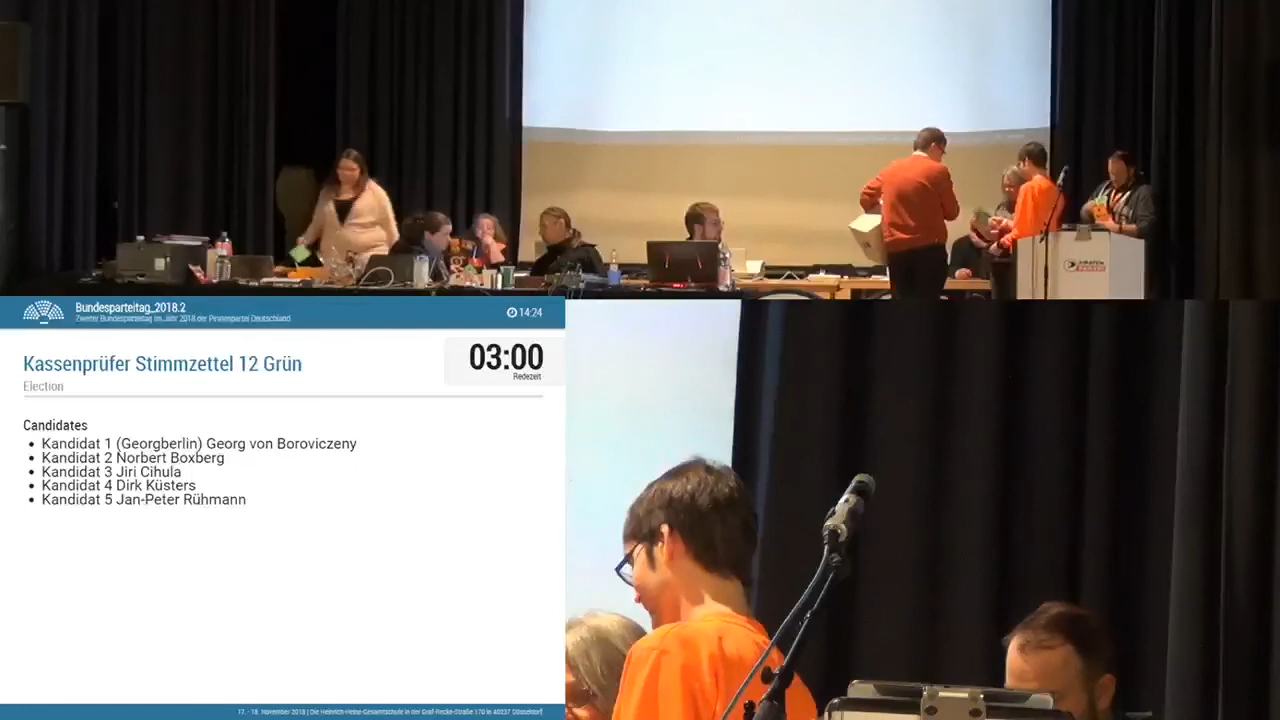 PIRATEN
PARTEI
Bundesparteitag_2018.2
Zweiter Bundesparteitag im Jahr 2018 der Piratenpartei Deutschland
14:24
Kassenprüfer Stimmzettel 12 Grün
Election
03:00
Redezeit
Candidates
Kandidat 1 (Georgberlin) Georg von Boroviczeny
Kandidat 2 Norbert Boxberg
Kandidat 3 Jiri Cihula
Kandidat 4 Dirk Küsters
Kandidat 5 Jan-Peter Rühmann
17. - 18. November 2018 | Die Heinrich-Heine-Gesamtschule in der Graf-Recke-Straße 170 in 40237 Düsseldorf